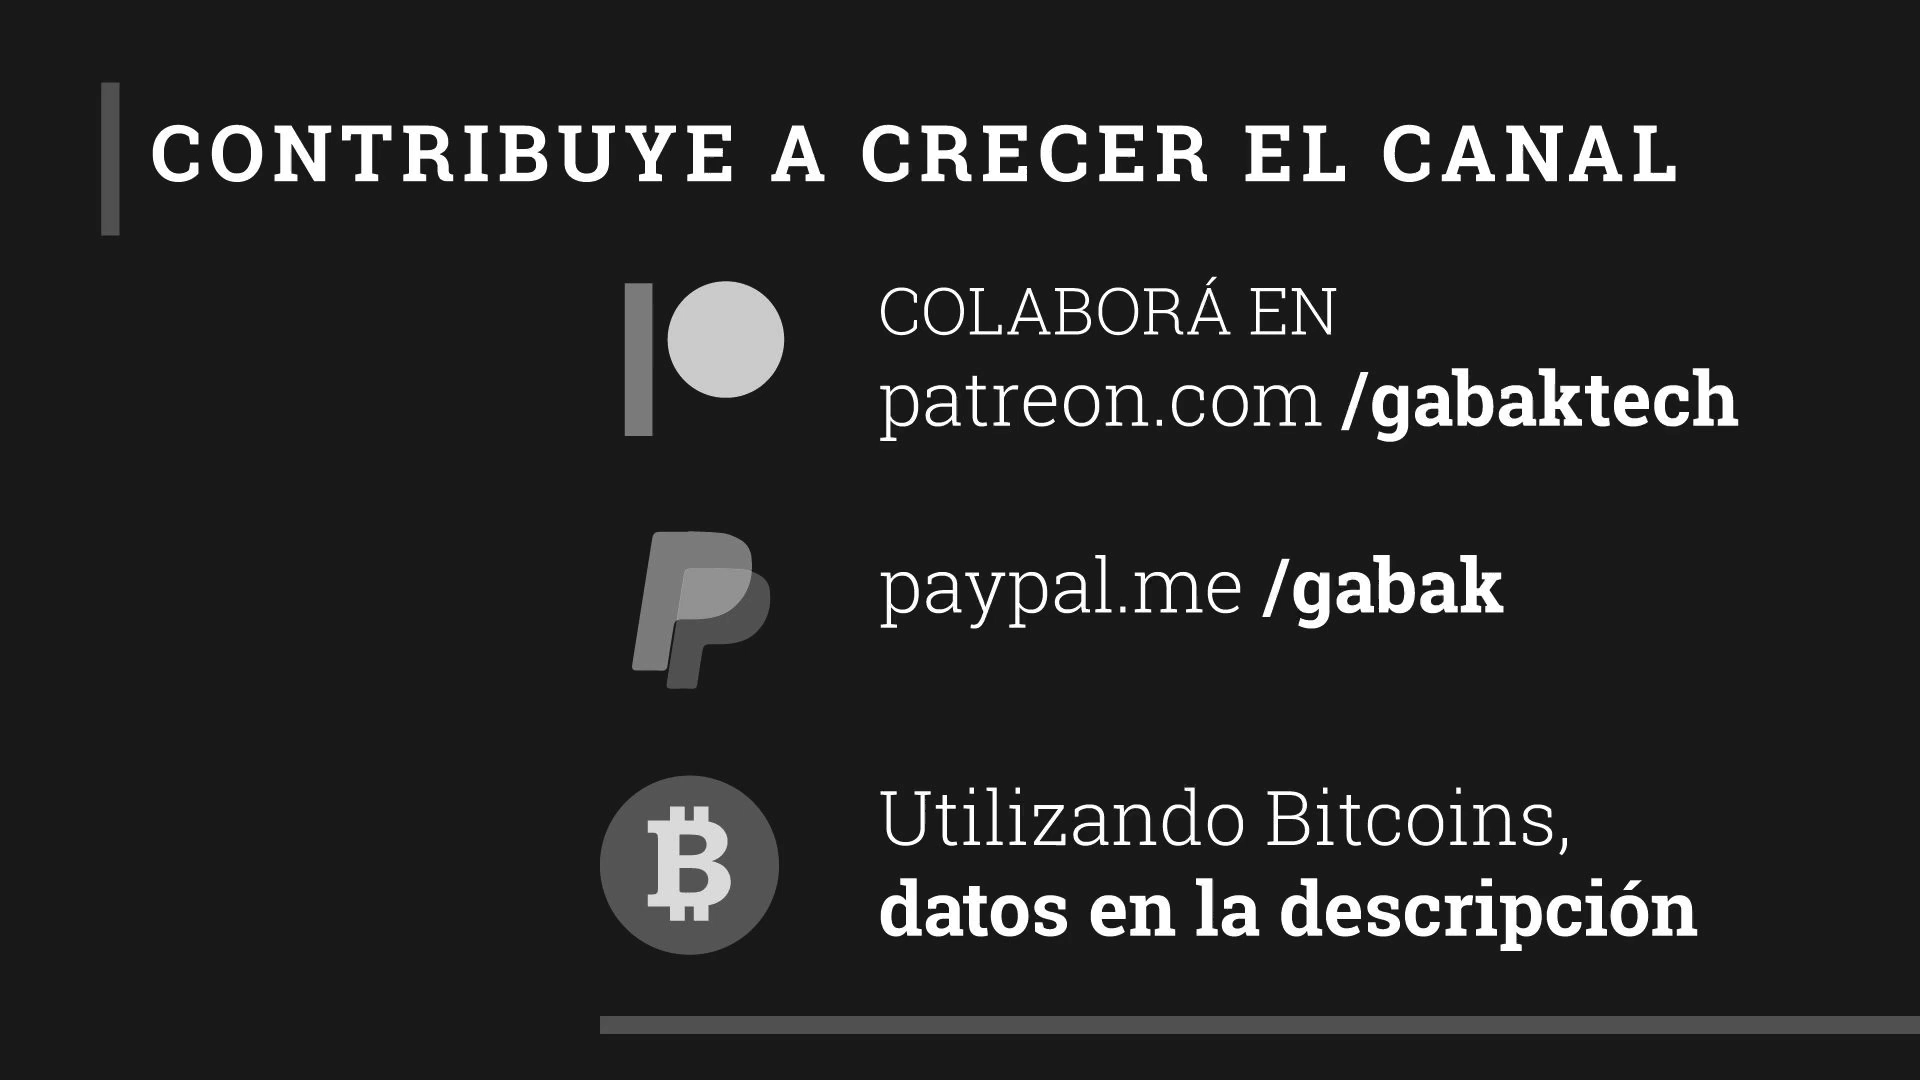 CONTRIBUYE A CRECER EL CANAL
COLABORÁ EN
patreon.com /gabaktech
paypal.me /gabak
Utilizando Bitcoins,
datos en la descripción